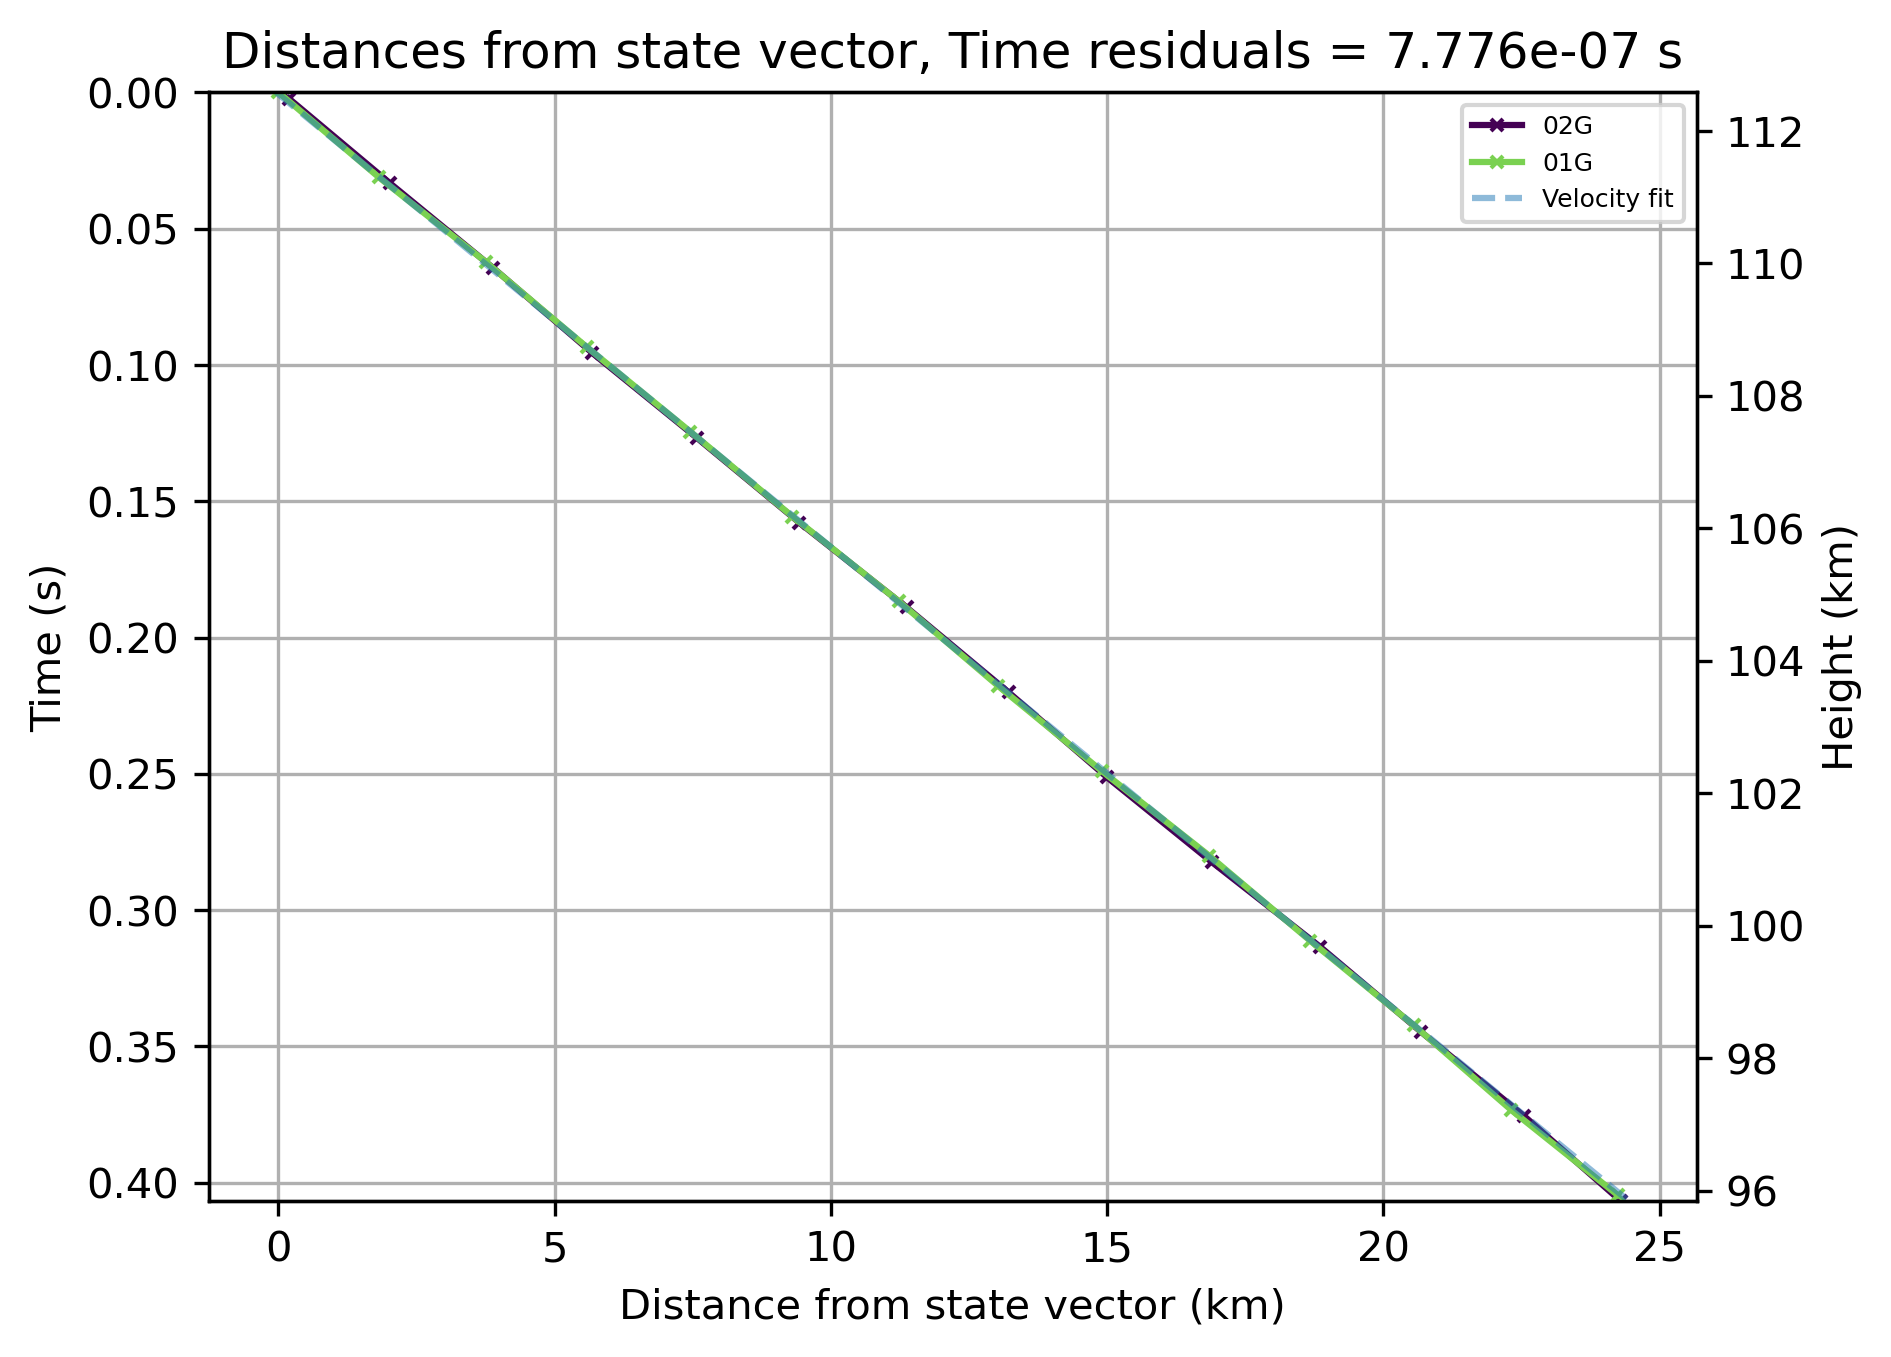 Distances from state vector, Time residuals = 7.776e-07 s
0.00
0.05
0.10
0.15
0.20
0.25
0.30
0.35
0.40
Time (s)
02G
01G
Velocity fit
112
110
108
106
104
102
100
98
96
Height (km)
0 5 10 15 20 25
Distance from state vector (km)